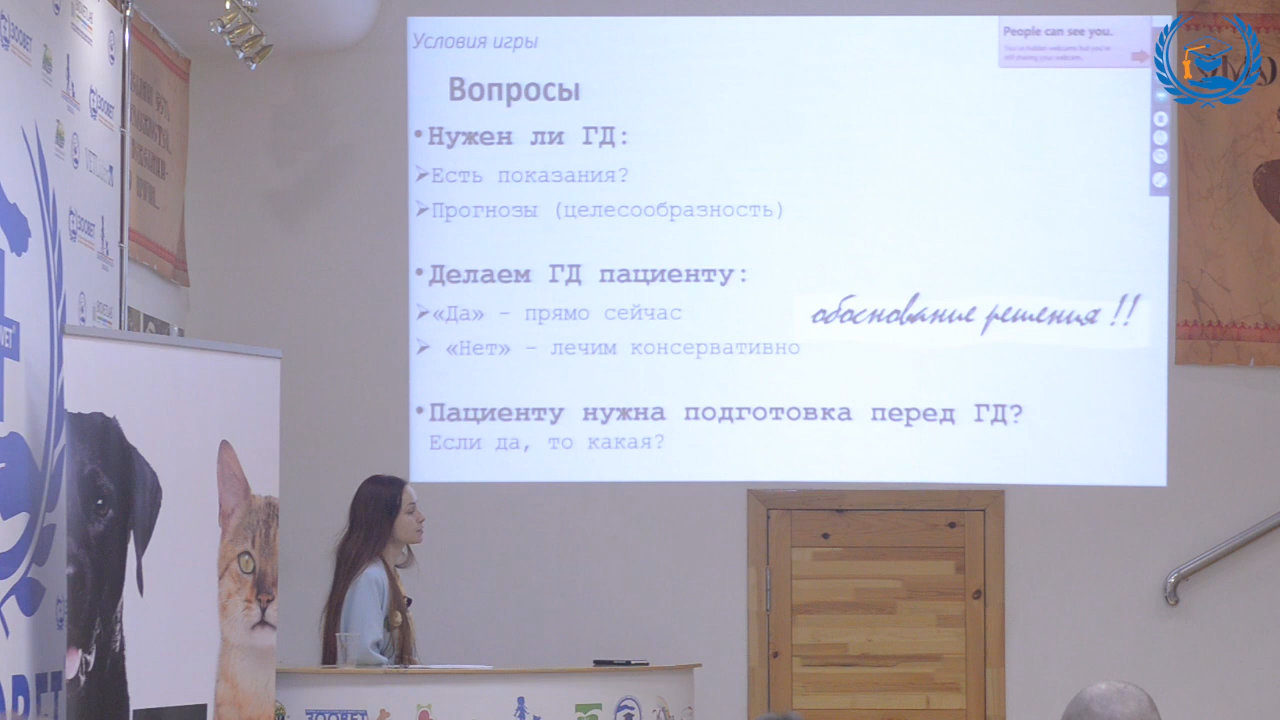 Условия игры
People can see you.
Вопросы
•Нужен ли ГД:
➢Есть показания?
➢Прогнозы (целесообразность)
•Делаем ГД пациенту:
➢«Да» - прямо сейчас
обоснование решения !!
➢ «Нет» - лечим консервативно
•Пациенту нужна подготовка перед ГД?
Если да, то какая?
ЗООВЕТ